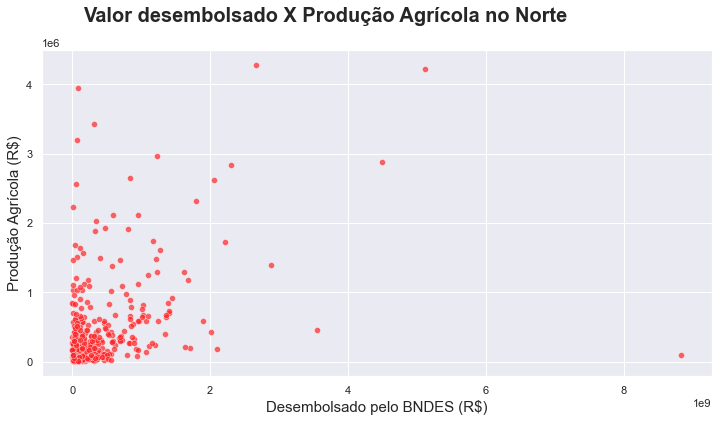 Valor desembolsado X Produção Agrícola no Norte
1e6
4
3
2
1
0
Produção Agrícola (R$)
0 2 4 6 8
1e9
Desembolsado pelo BNDES (R$)